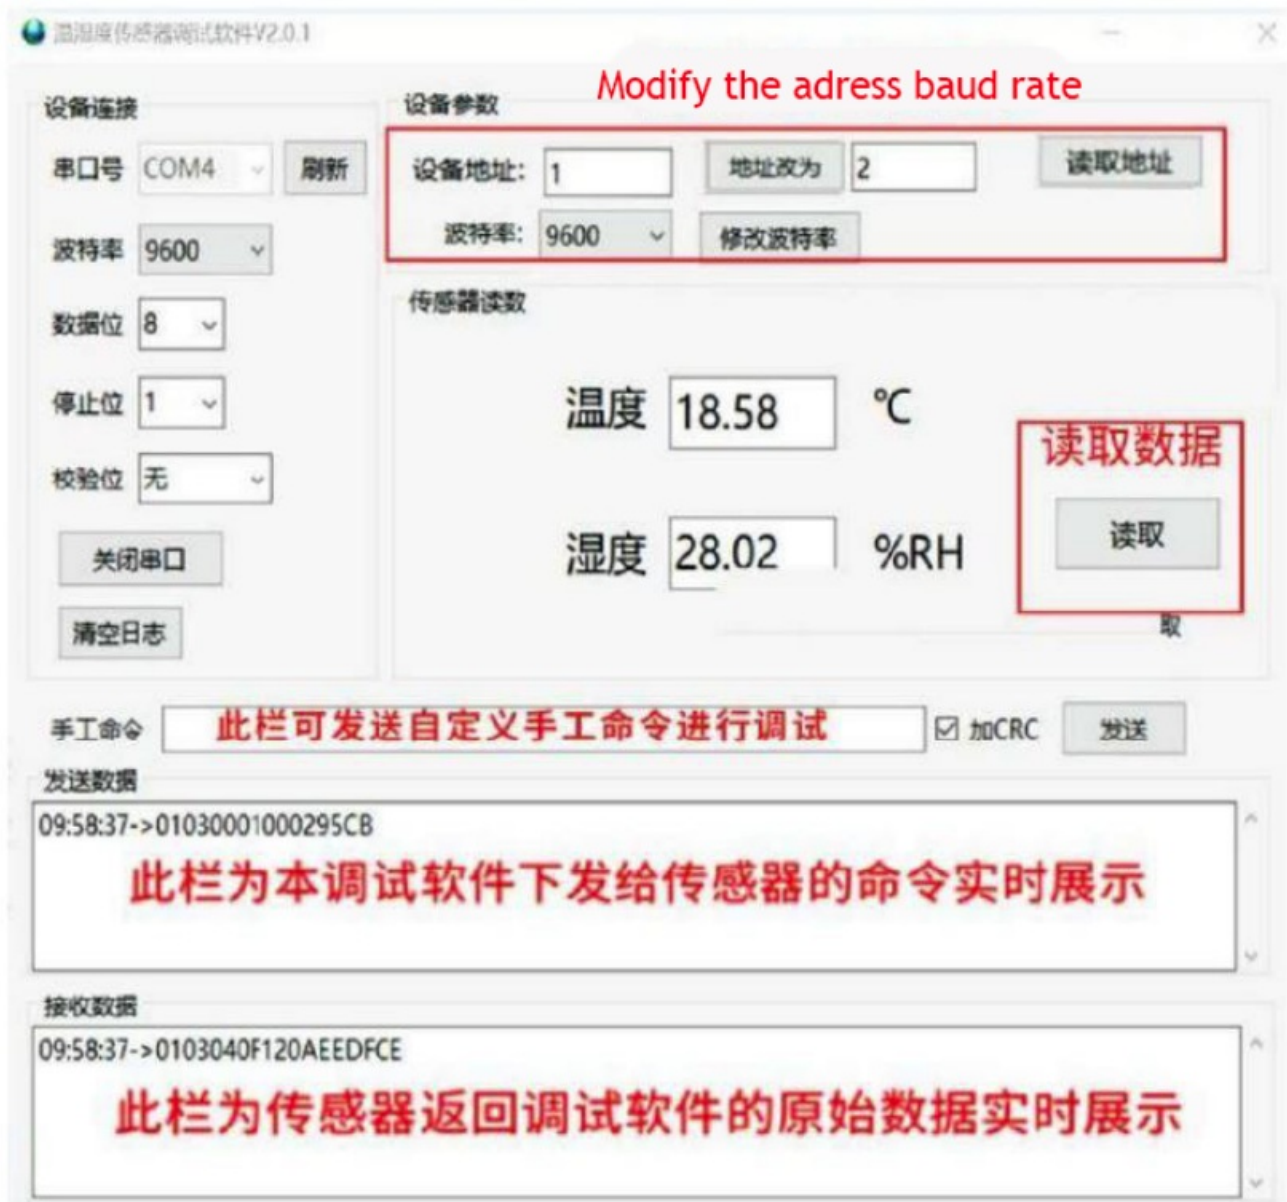 温湿度传感器调试软件V2.0.1
Modify the adress baud rate
设备连接
串口号 COM4 刷新
波特率 9600
数据位 8
停止位 1
校验位 无
关闭串口
清空日志
设备参数
设备地址: 1 地址改为 2 读取地址
波特率: 9600 修改波特率
传感器读数
温度 18.58 ℃
湿度 28.02 %RH
读取数据
读取
取
手工命令 此栏可发送自定义手工命令进行调试 加CRC 发送
发送数据
09:58:37->01030001000295CB
此栏为本调试软件下发给传感器的命令实时展示
接收数据
09:58:37->0103040F120AEEDFCE
此栏为传感器返回调试软件的原始数据实时展示